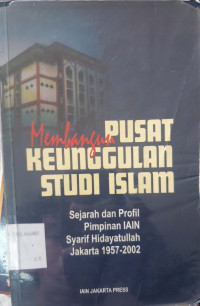 Membangun PUSAT
KEUNGGULAN
STUDI ISLAM
Sejarah dan Profil
Pimpinan IAIN
Syarif Hidayatullah
Jakarta 1957-2002
IAIN JAKARTA PRESS